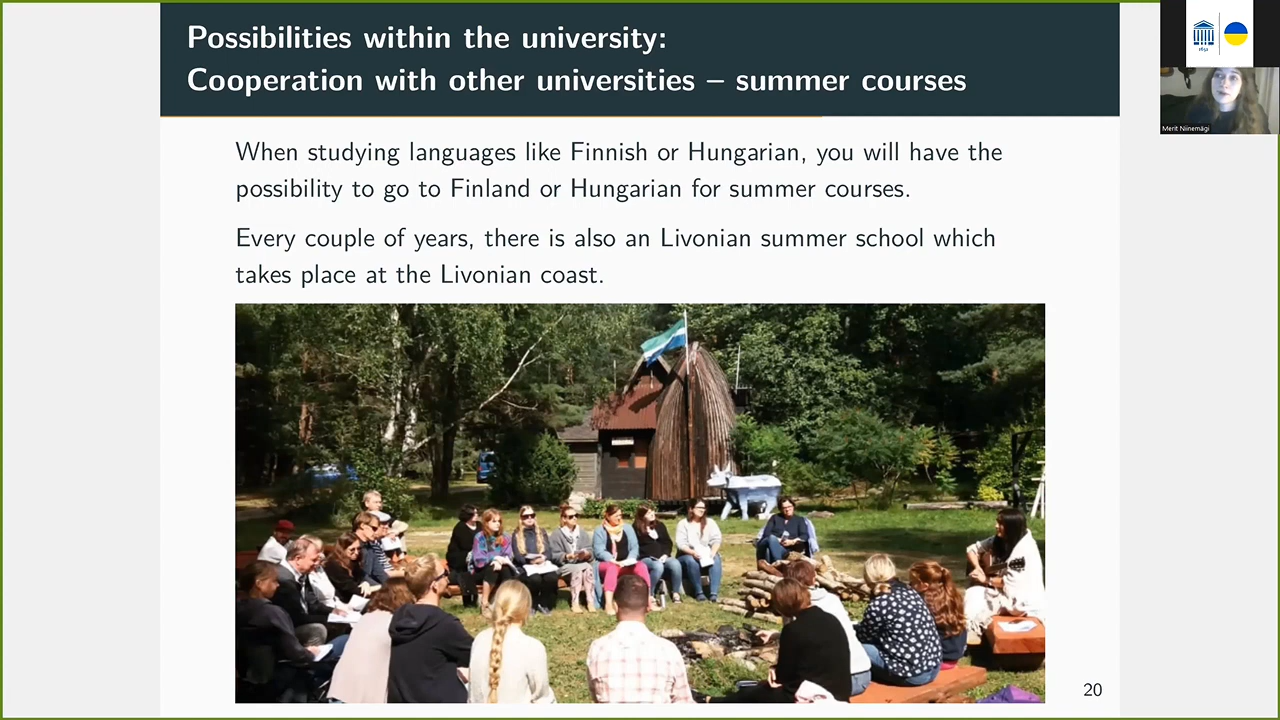 Possibilities within the university:
Cooperation with other universities – summer courses
When studying languages like Finnish or Hungarian, you will have the
possibility to go to Finland or Hungarian for summer courses.
Every couple of years, there is also an Livonian summer school which
takes place at the Livonian coast.
20
1632
Merit Niinemägi